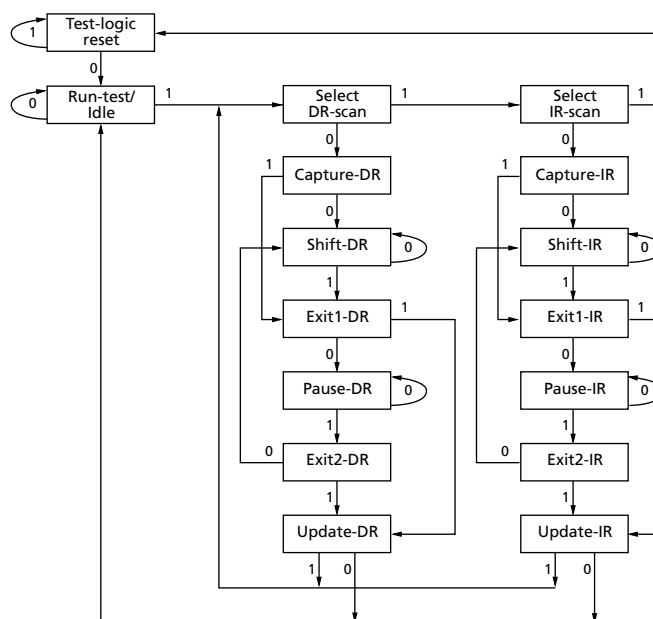 Test-logic
reset
1
0
Run-test/
Idle
0
1
Select
DR-scan
1
Select
IR-scan
1
0
0
1
Capture-DR
1
Capture-IR
0
0
Shift-DR
0
Shift-IR
0
1
1
Exit1-DR
1
Exit1-IR
1
0
0
Pause-DR
0
Pause-IR
0
1
1
0
Exit2-DR
0
Exit2-IR
1
1
Update-DR
Update-IR
1
0
1
0